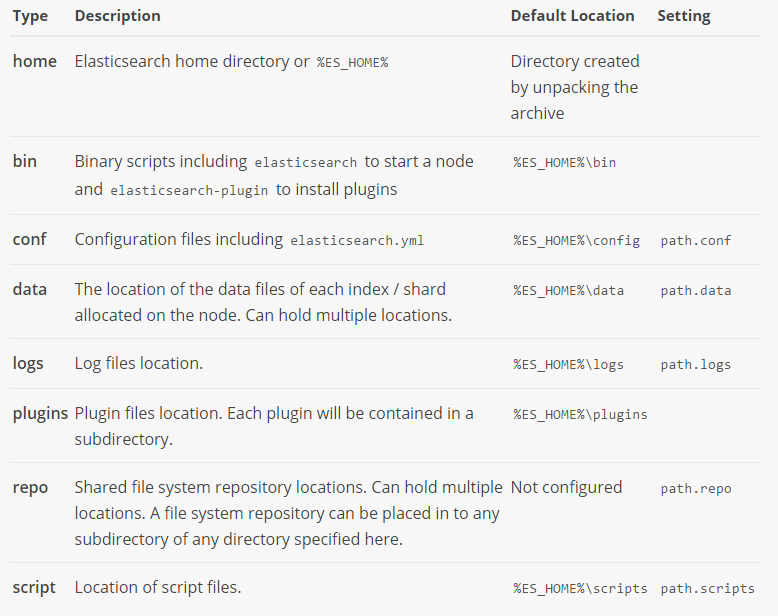 Type Description Default Location Setting
home Elasticsearch home directory or %ES_HOME% Directory created
by unpacking the
archive
bin Binary scripts including elasticsearch to start a node %ES_HOME%\bin
and elasticsearch-plugin to install plugins
conf Configuration files including elasticsearch.yml %ES_HOME%\config path.conf
data The location of the data files of each index / shard %ES_HOME%\data path.data
allocated on the node. Can hold multiple locations.
logs Log files location. %ES_HOME%\logs path.logs
plugins Plugin files location. Each plugin will be contained in a %ES_HOME%\plugins
subdirectory.
repo Shared file system repository locations. Can hold multiple Not configured path.repo
locations. A file system repository can be placed in to any
subdirectory of any directory specified here.
script Location of script files. %ES_HOME%\scripts path.scripts